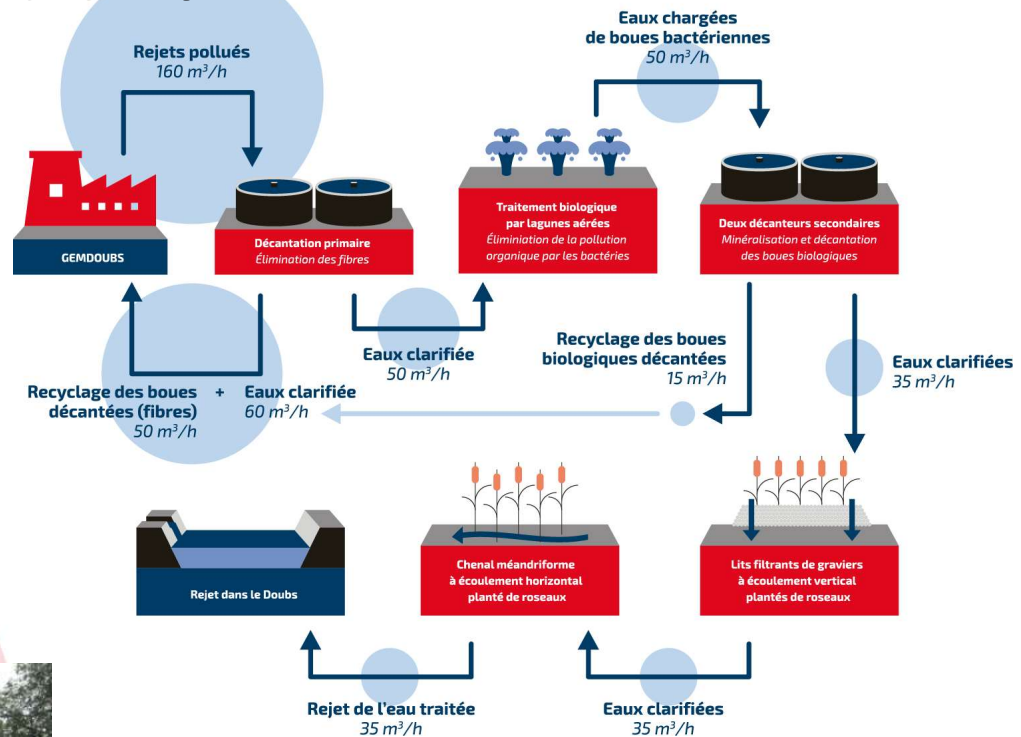 Eaux chargées
de boues bactériennes
50 m³/h
Rejets pollués
160 m³/h
GEMDOUBS
Décantation primaire
Élimination des fibres
Traitement biologique
par lagunes aérées
Éliminiation de la pollution
organique par les bactéries
Deux décanteurs secondaires
Minéralisation et décantation
des boues biologiques
Eaux clarifiée
50 m³/h
Recyclage des boues
biologiques décantées
15 m³/h
Eaux clarifiées
35 m³/h
Recyclage des boues
décantées (fibres)
50 m³/h
+
Eaux clarifiée
60 m³/h
Rejet dans le Doubs
Chenal méandriforme
à écoulement horizontal
planté de roseaux
Lits filtrants de graviers
à écoulement vertical
plantés de roseaux
Rejet de l'eau traitée
35 m³/h
Eaux clarifiées
35 m³/h